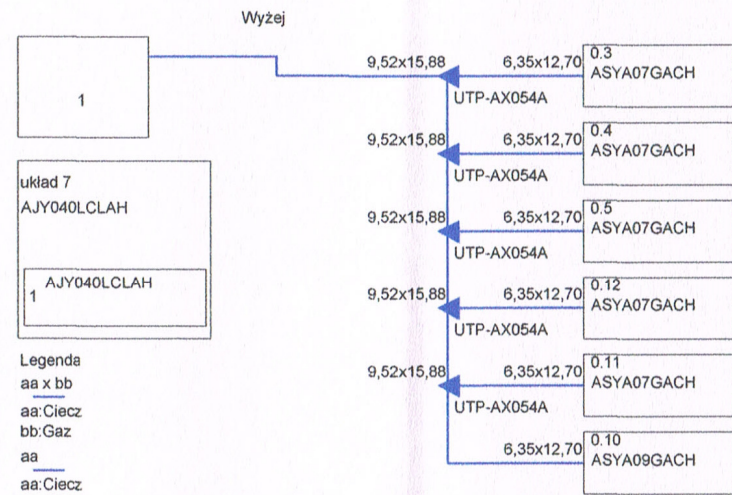 Wyżej
1
9,52x15,88
6,35x12,70
0.3
ASYA07GACH
UTP-AX054A
9,52x15,88
6,35x12,70
0.4
ASYA07GACH
UTP-AX054A
układ 7
AJY040LCLAH
9,52x15,88
6,35x12,70
0.5
ASYA07GACH
UTP-AX054A
1
AJY040LCLAH
9,52x15,88
6,35x12,70
0.12
ASYA07GACH
UTP-AX054A
Legenda
aa x bb
aa:Ciecz
bb:Gaz
aa
aa:Ciecz
9,52x15,88
6,35x12,70
0.11
ASYA07GACH
UTP-AX054A
6,35x12,70
0.10
ASYA09GACH